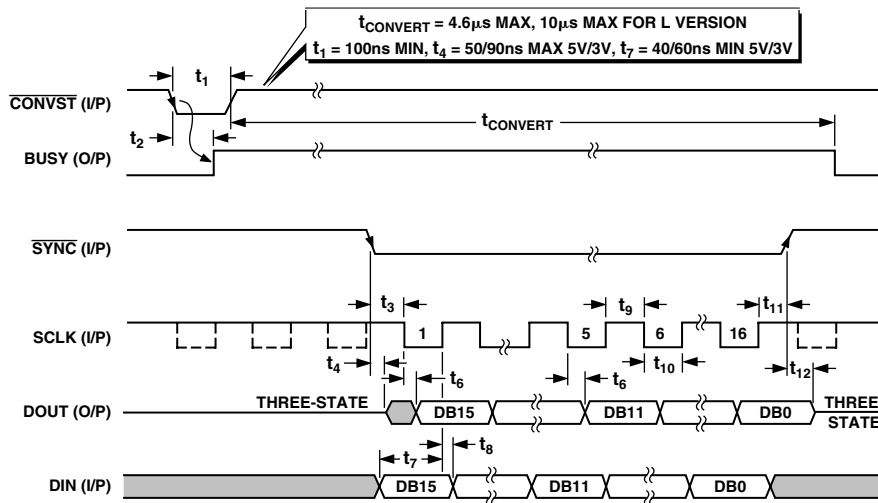 tCONVERT = 4.6μs MAX, 10μs MAX FOR L VERSION
t1 = 100ns MIN, t4 = 50/90ns MAX 5V/3V, t7 = 40/60ns MIN 5V/3V
t1
CONVST (I/P)
tCONVERT
t2
BUSY (O/P)
SYNC (I/P)
t3
t9
t11
SCLK (I/P)
1
5
6
16
t4
t6
t6
t10
t12
DOUT (O/P)
THREE-STATE
DB15
DB11
DB0
THREE
STATE
t7
t8
DIN (I/P)
DB15
DB11
DB0